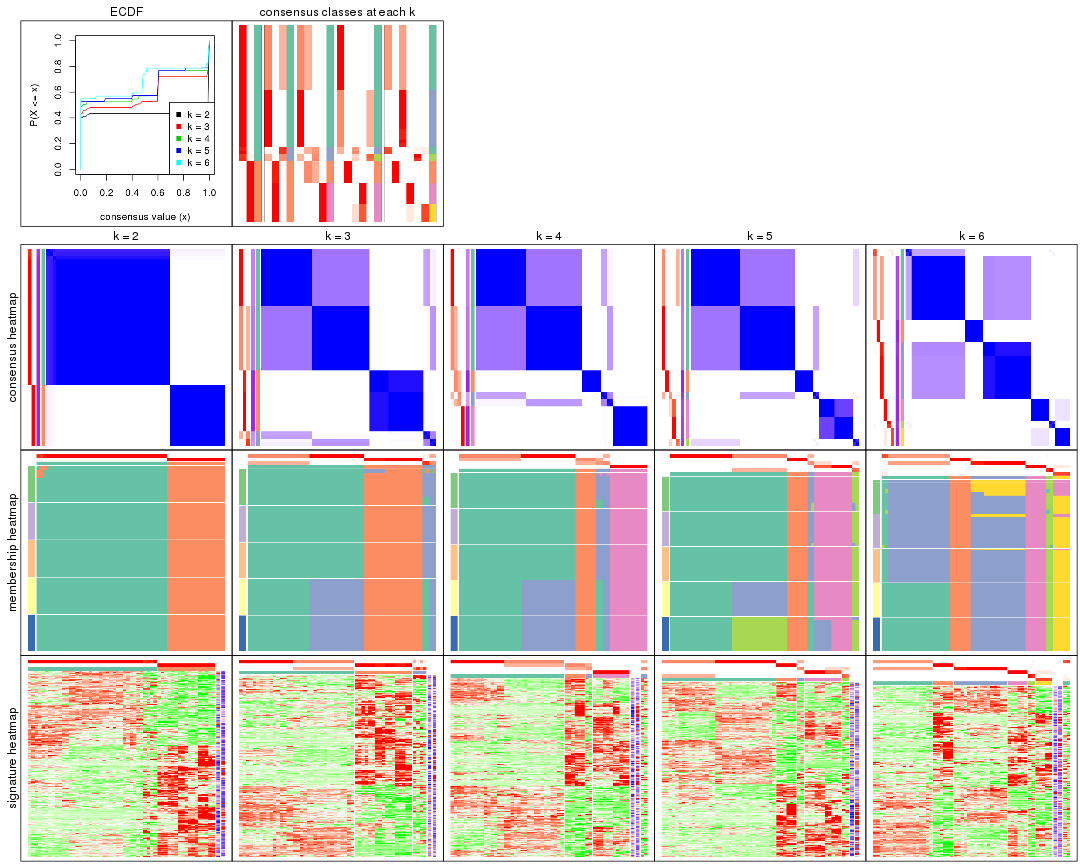 ECDF
consensus classes at each k
P(X <= x)
1.0
0.8
0.6
0.4
0.2
0.0
k = 2
k = 3
k = 4
k = 5
k = 6
0.0 0.2 0.4 0.6 0.8 1.0
consensus value (x)
k = 2
k = 3
k = 4
k = 5
k = 6
consensus heatmap
membership heatmap
signature heatmap